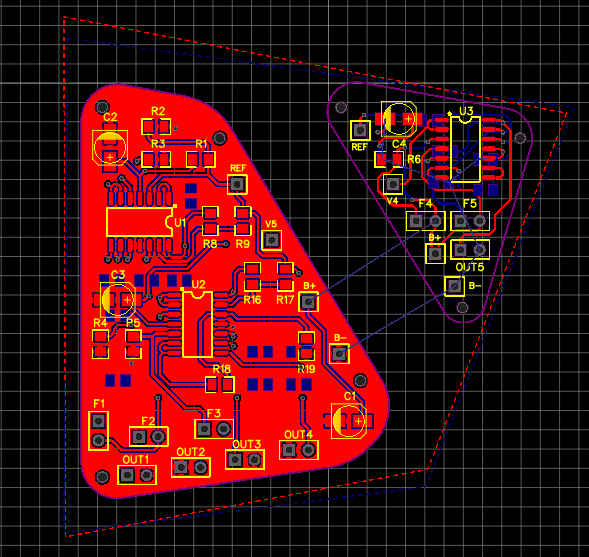 R2
C2
R3
R1
REF
U1
R8
R9
V5
C3
U2
R16
R17
B+
R4
R5
B-
R19
R18
C1
F1
F2
F3
OUT1
OUT2
OUT3
OUT4
U3
REF
C4
R6
V4
F4
F5
B+
OUT5
B-